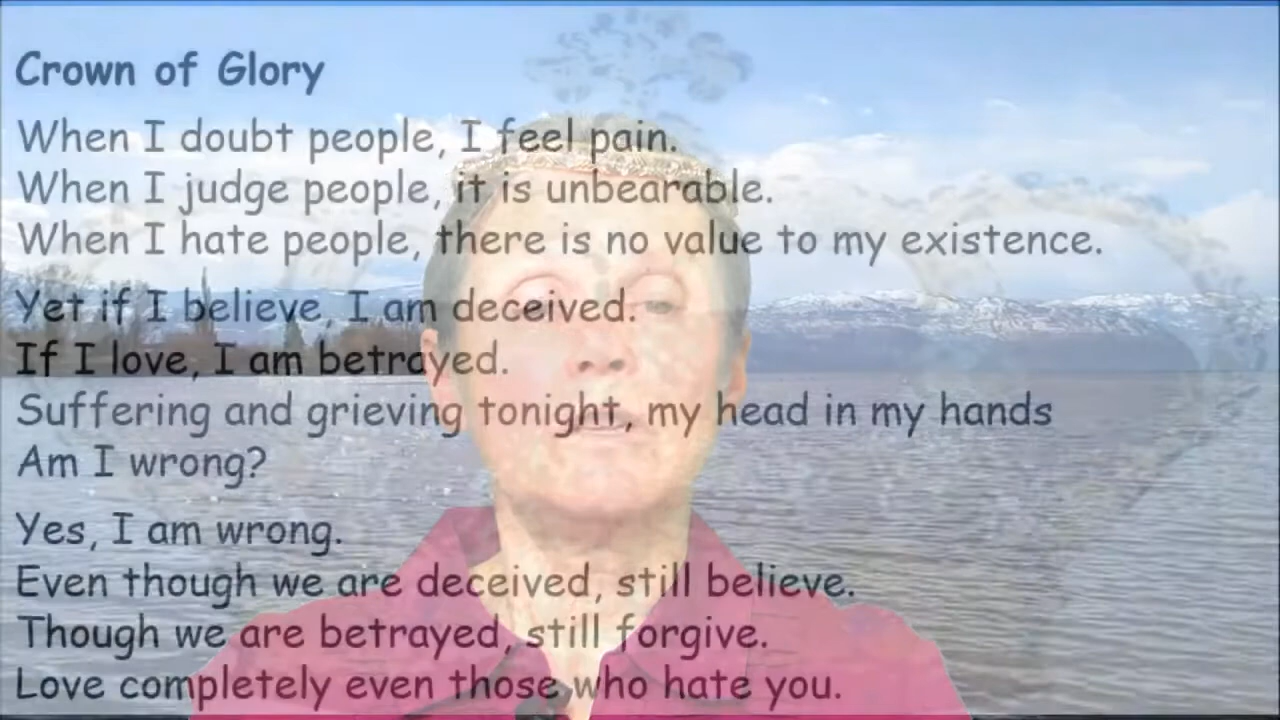 Crown of Glory
When I doubt people, I feel pain.
When I judge people, it is unbearable.
When I hate people, there is no value to my existence.
Yet if I believe, I am deceived.
If I love, I am betrayed.
Suffering and grieving tonight, my head in my hands
Am I wrong?
Yes, I am wrong.
Even though we are deceived, still believe.
Though we are betrayed, still forgive.
Love completely even those who hate you.